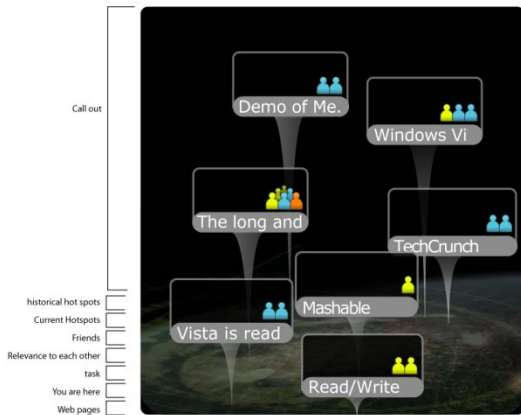 Call out
historical hot spots
Current Hotspots
Friends
Relevance to each other
task
You are here
Web pages
Demo of Me.
Windows Vi
The long and
TechCrunch
Mashable
Vista is read
Read/Write